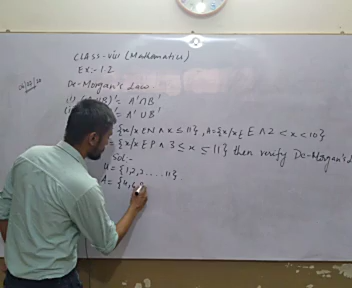 CLASS-viii (Mathematics)
Ex:- 1.2
De-Morgan's Law
)' = A' ∩ B'
)' = A' ∪ B'
= {x/x ∈ N ∧ x ≤ 11}, A= {x/x ∈ E ∧ 2 < x < 10}
= {x/x ∈ P ∧ 3 ≤ x ≤ 11} then verify De-Morgan's
Sol:-
U = {1,2,3 .... 11}
A = {4,6,